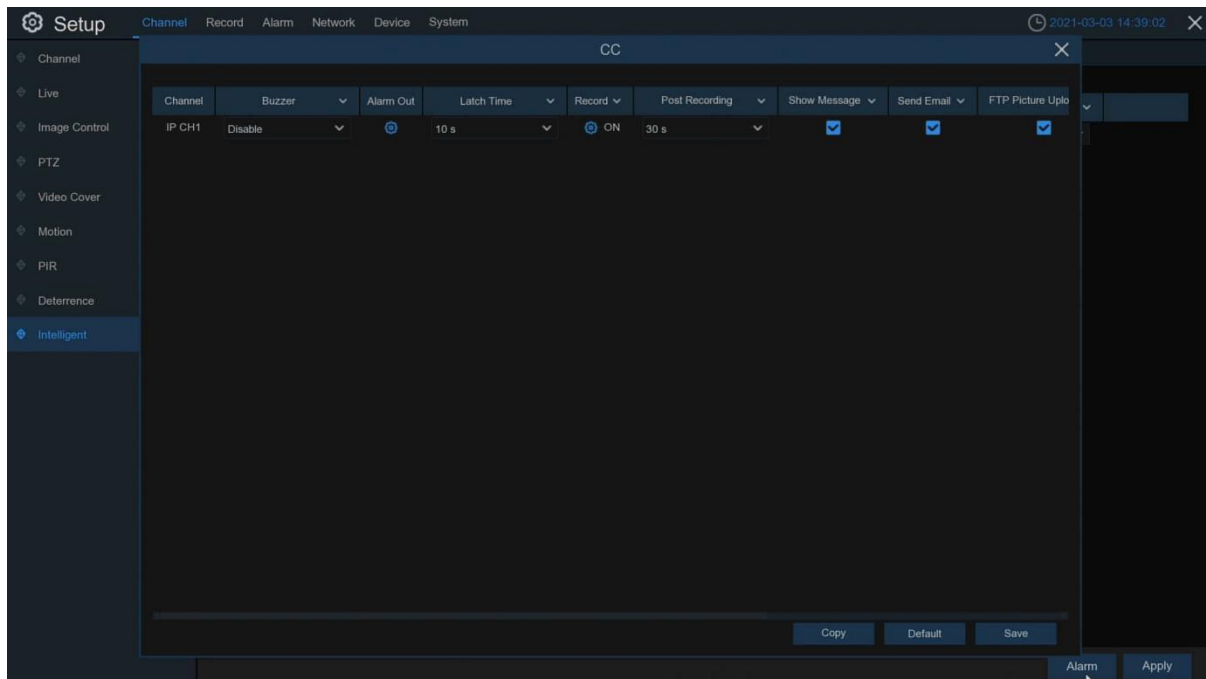 Setup
Channel Record Alarm Network Device System
2021-03-03 14:39:02
CC
Channel
Live
Image Control
PTZ
Video Cover
Motion
PIR
Deterrence
Intelligent
Channel Buzzer Alarm Out Latch Time Record Post Recording Show Message Send Email FTP Picture Uplo
IP CH1 Disable 10 s ON 30 s
Copy Default Save
Alarm Apply